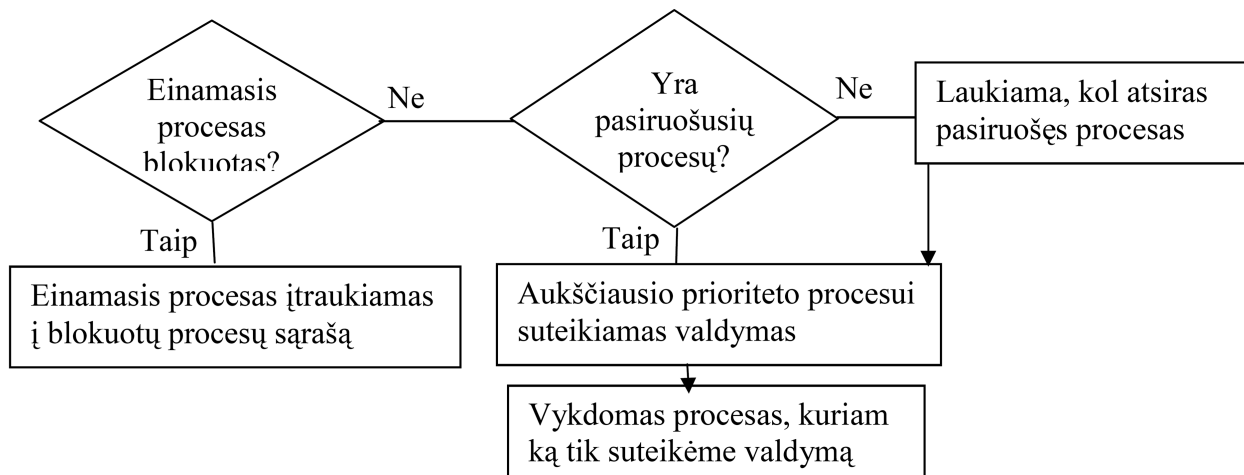 Einamasis
procesas
blokuotas?
Ne
Yra
pasiruošusių
procesų?
Ne
Laukiama, kol atsiras
pasiruošęs procesas
Taip
Einamasis procesas įtraukiamas
į blokuotų procesų sąrašą
Taip
Aukščiausio prioriteto procesui
suteikiamas valdymas
Vykdomas procesas, kuriam
ką tik suteikėme valdymą